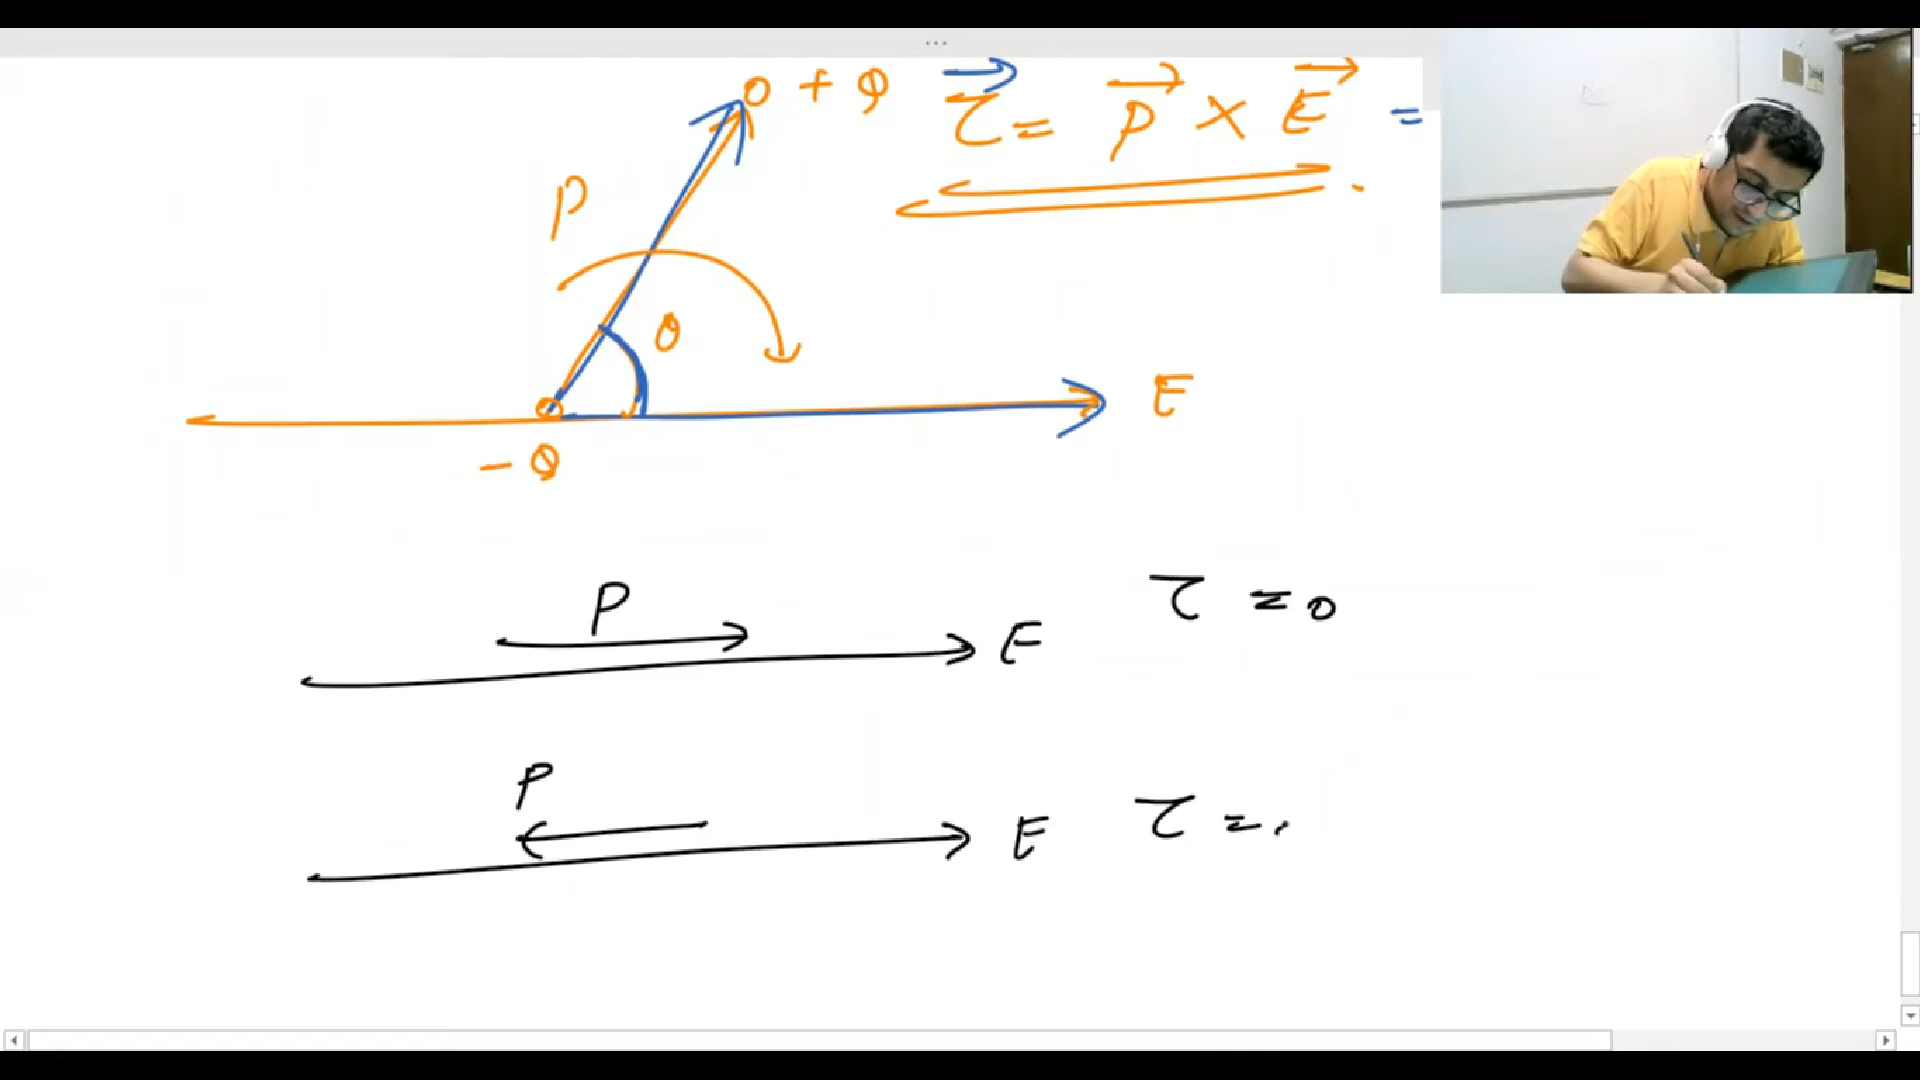 + Q
τ⃗ = P⃗ × E⃗ =
P
θ
E
- Q
P
E
τ = 0
P
E
τ =